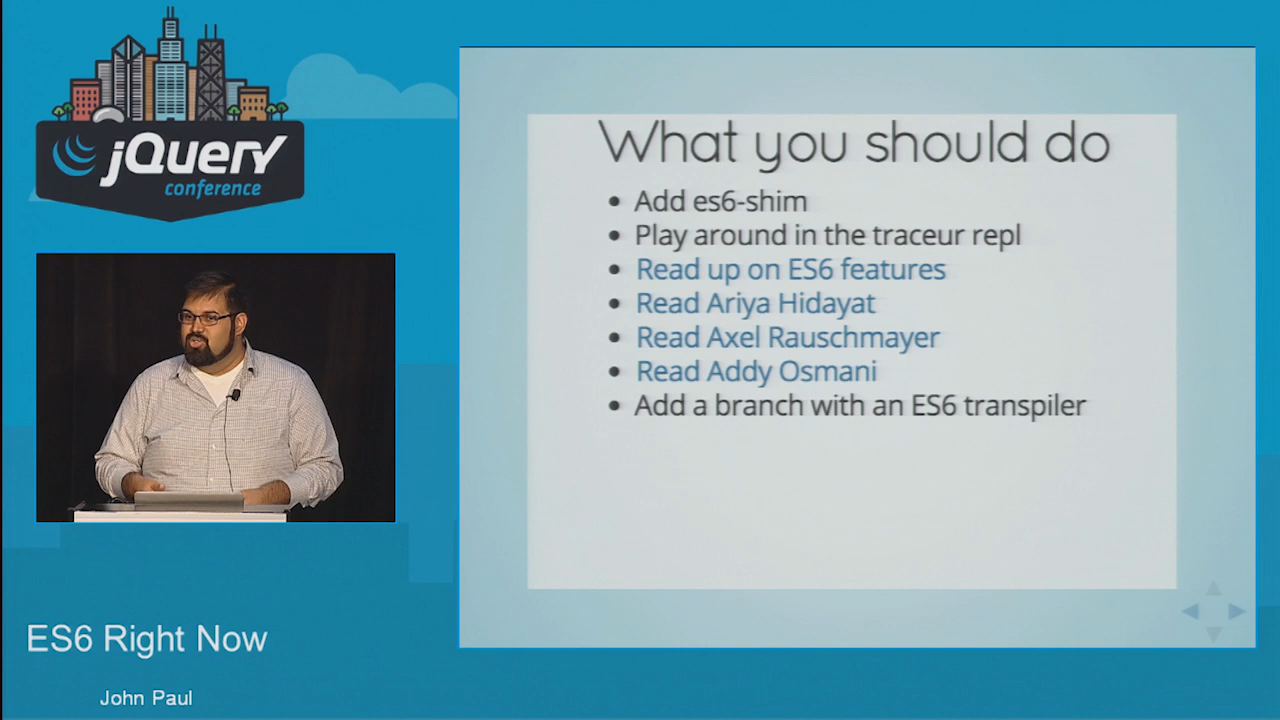 jQuery
conference
What you should do
Add es6-shim
Play around in the traceur repl
Read up on ES6 features
Read Ariya Hidayat
Read Axel Rauschmayer
Read Addy Osmani
Add a branch with an ES6 transpiler
ES6 Right Now
John Paul